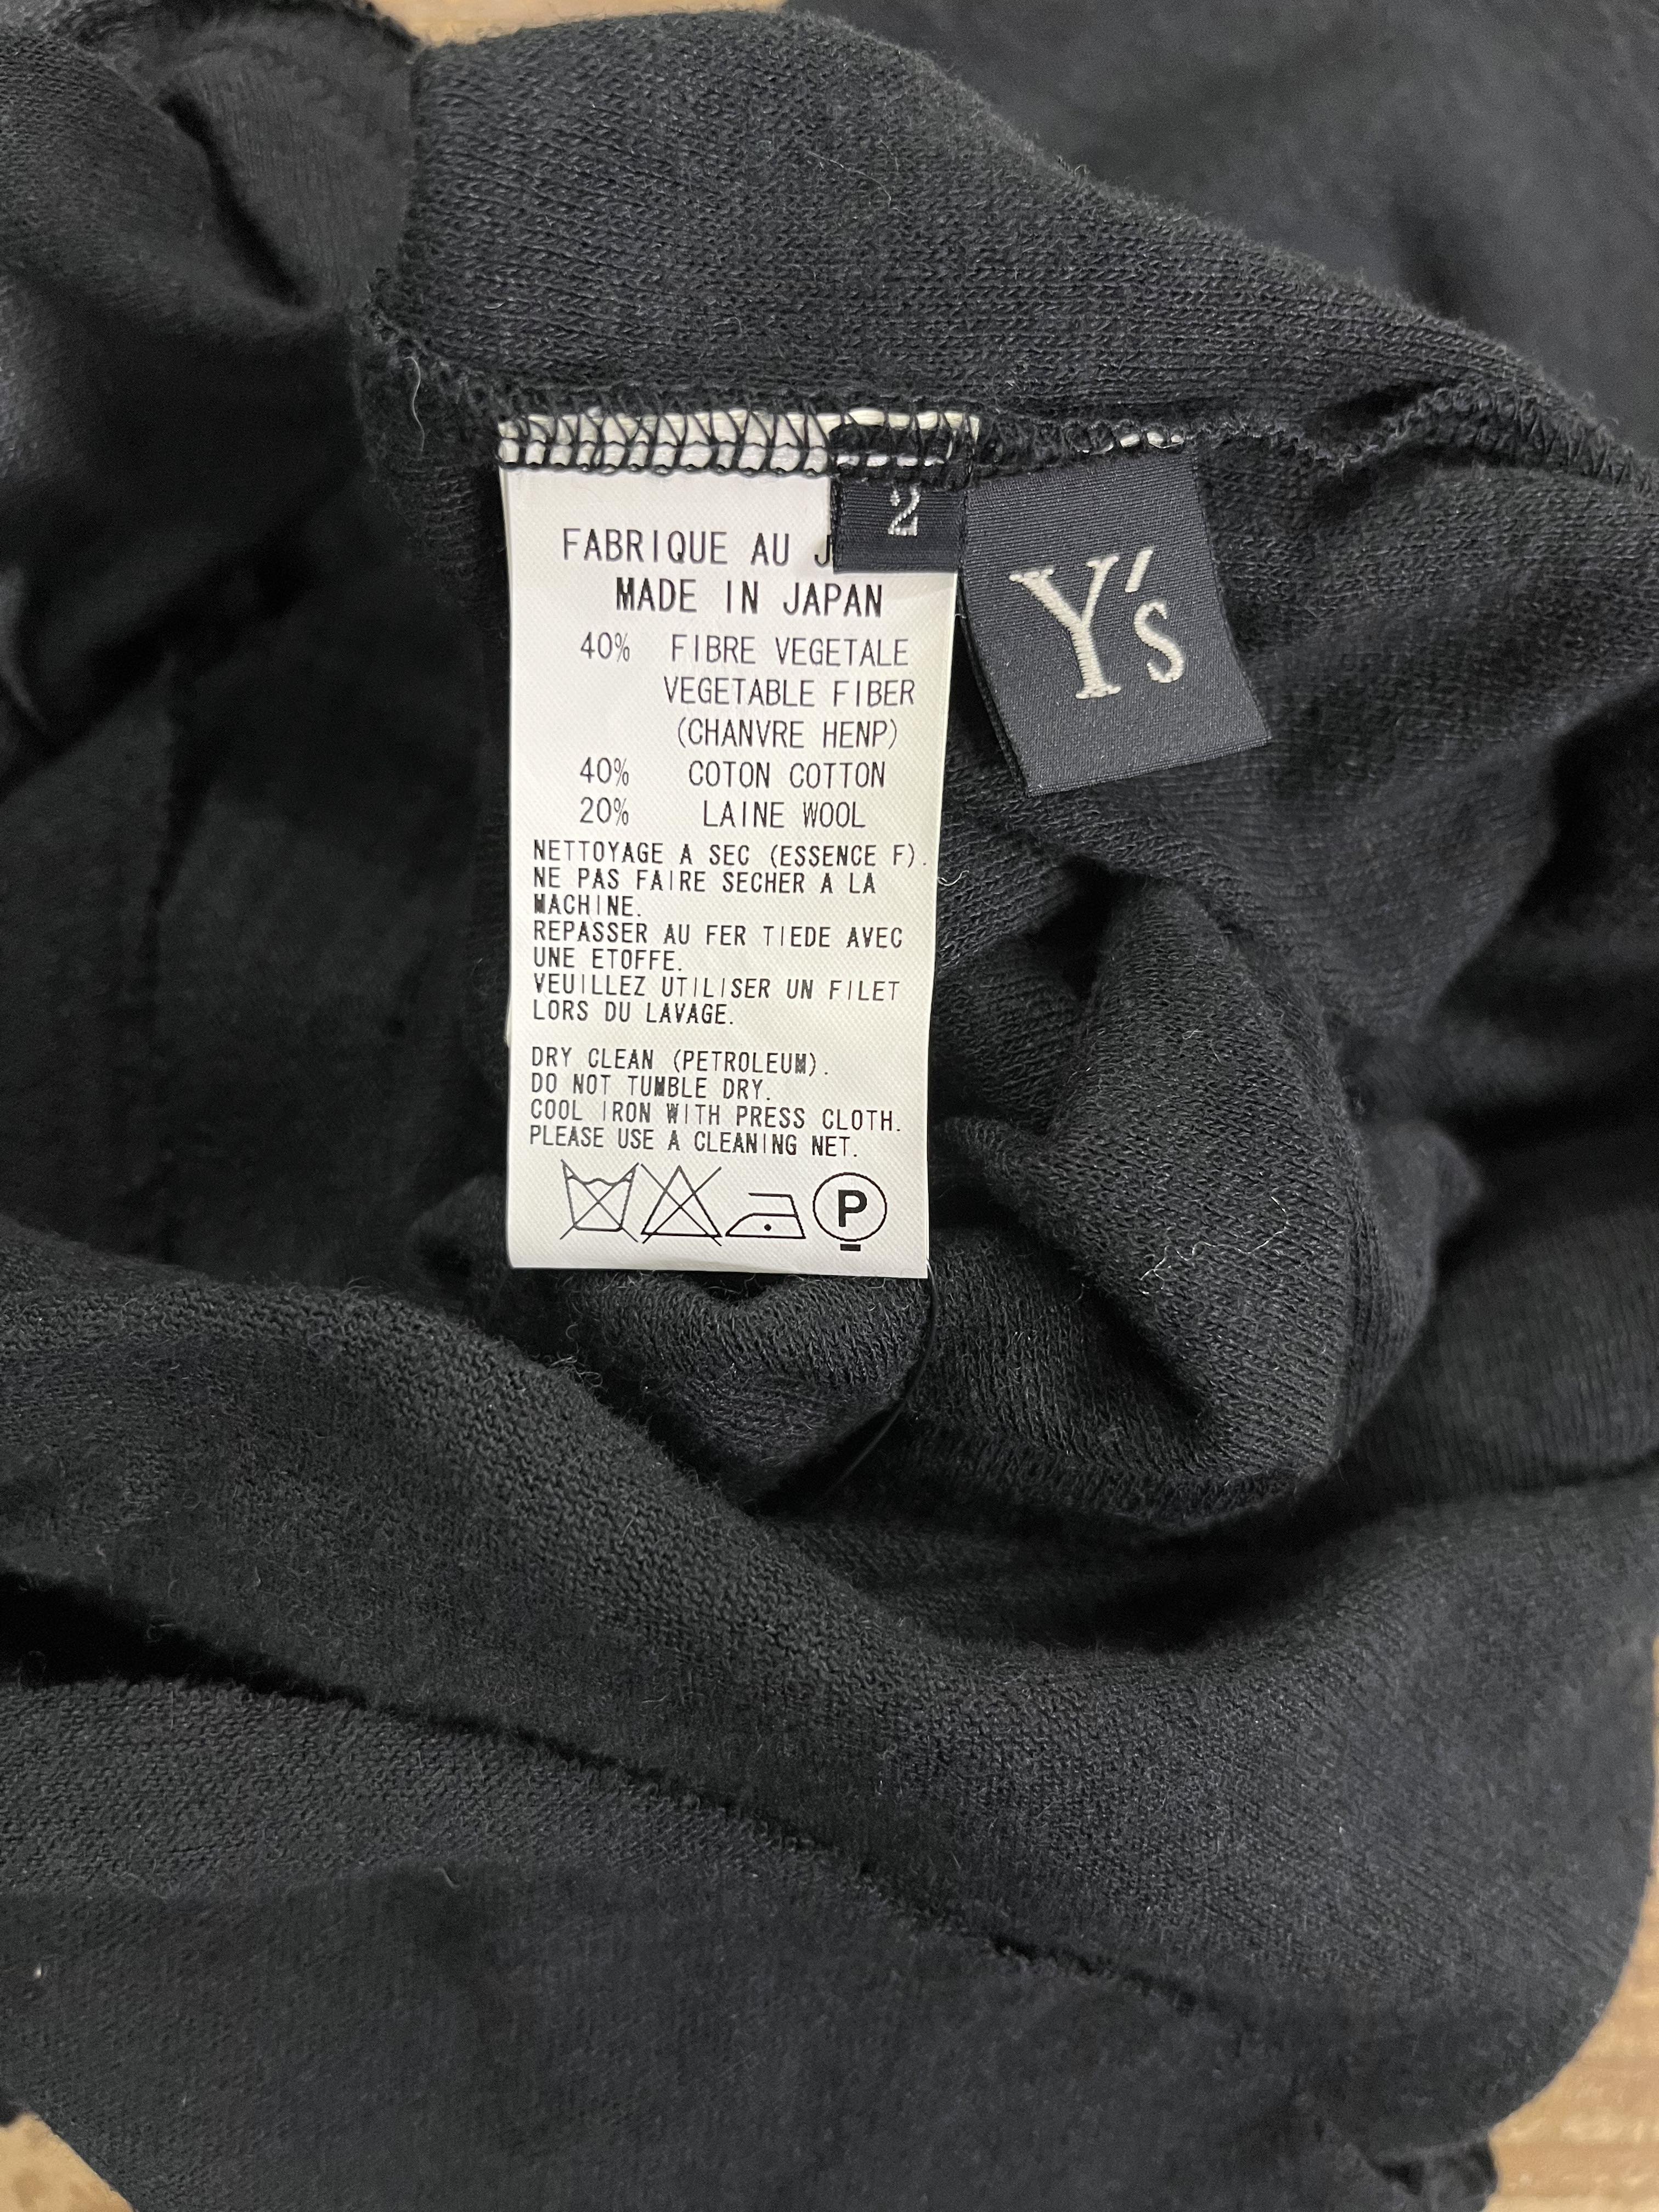 2
Y's
FABRIQUE AU J
MADE IN JAPAN
40% FIBRE VEGETALE
VEGETABLE FIBER
(CHANVRE HENP)
40% COTON COTTON
20% LAINE WOOL
NETTOYAGE A SEC (ESSENCE F).
NE PAS FAIRE SECHER A LA
MACHINE.
REPASSER AU FER TIEDE AVEC
UNE ETOFFE.
VEUILLEZ UTILISER UN FILET
LORS DU LAVAGE.
DRY CLEAN (PETROLEUM).
DO NOT TUMBLE DRY.
COOL IRON WITH PRESS CLOTH.
PLEASE USE A CLEANING NET.
P